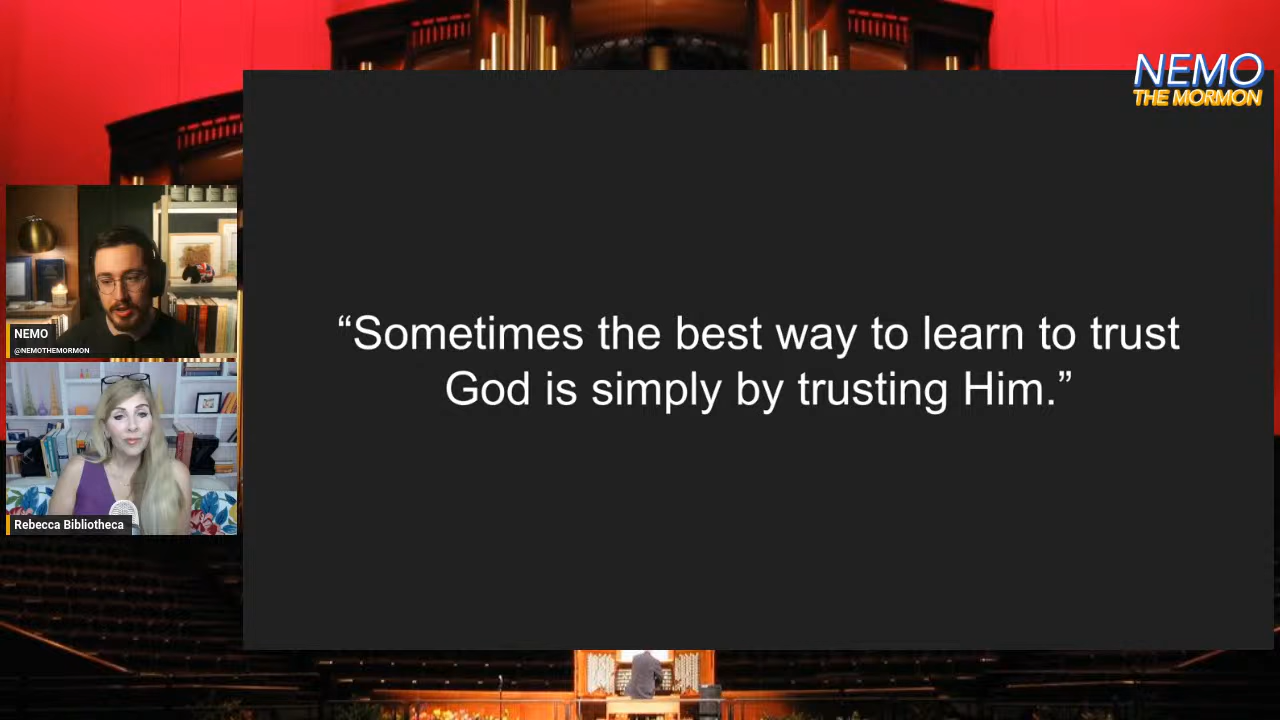 NEMO
THE MORMON
“Sometimes the best way to learn to trust
God is simply by trusting Him.”
NEMO
@NEMOTHEMORMON
Rebecca Bibliotheca